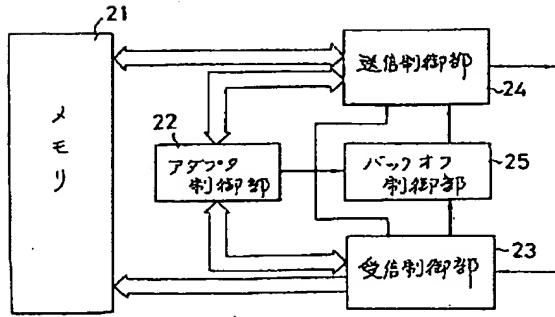 21
メモリ
22
アダプタ
制御部
送信制御部
24
バックオフ
制御部
25
受信制御部
23